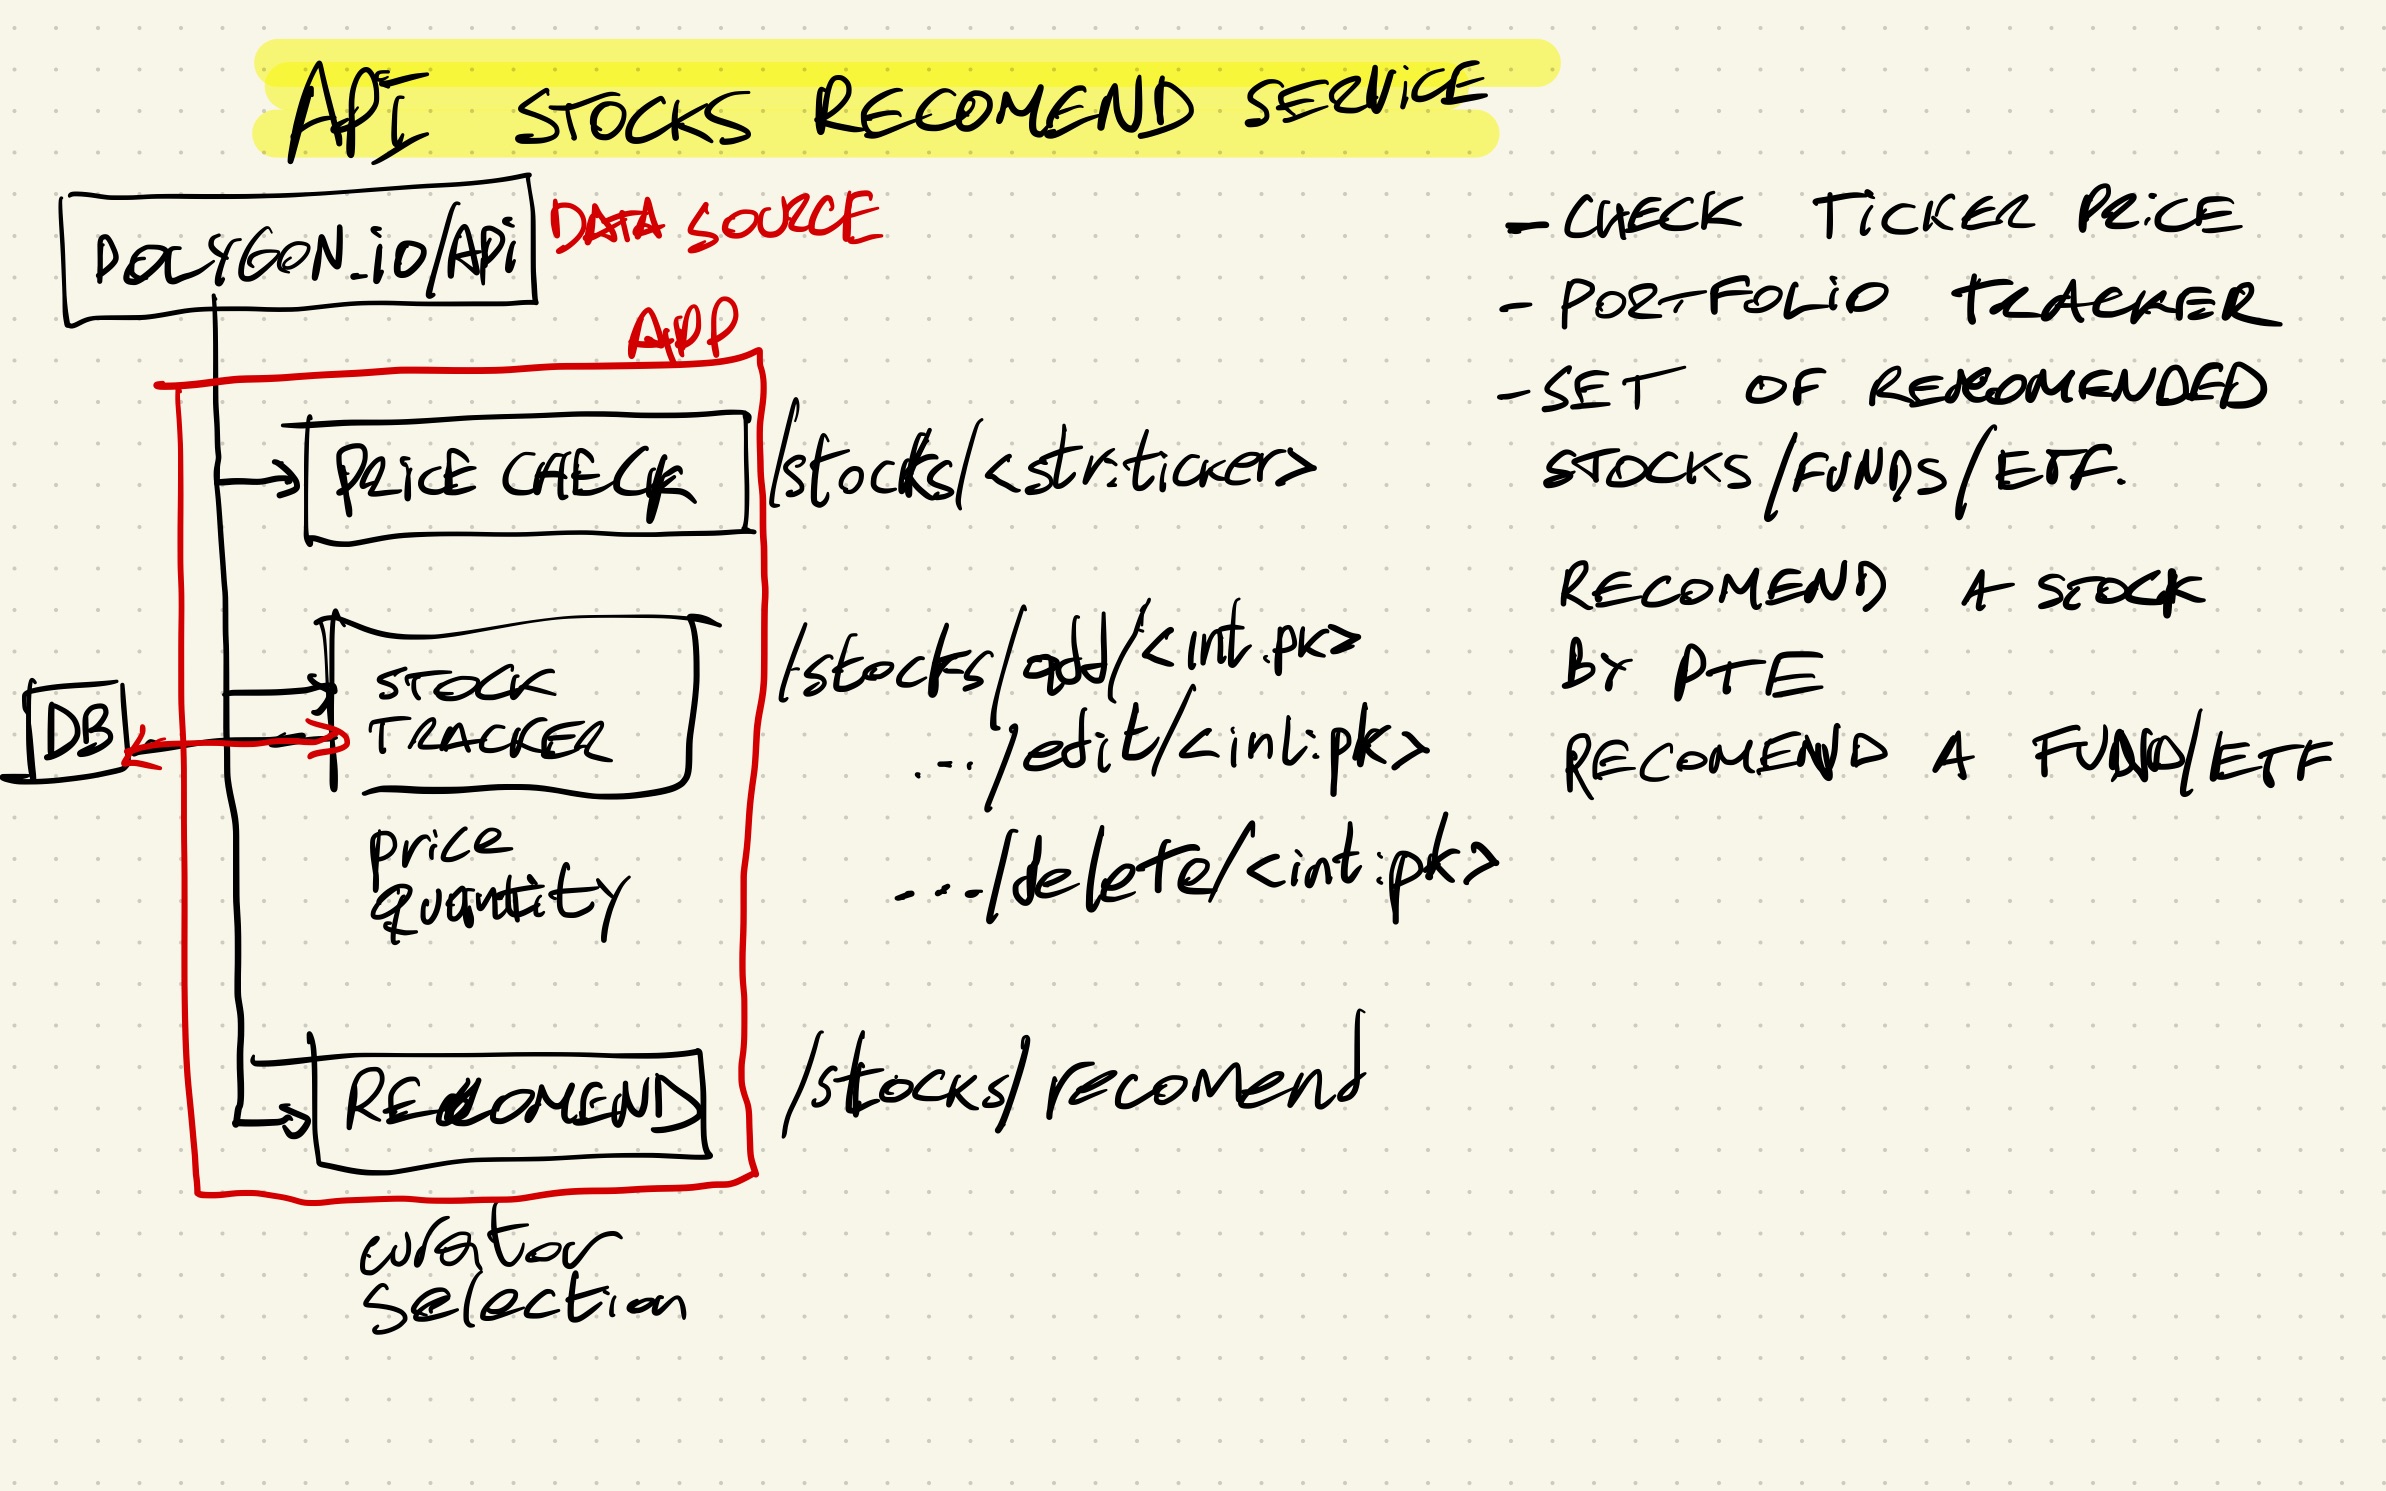 API STOCKS RECOMEND SERVICE
POLYGON.io/APi
DATA SOURCE
APP
PRICE CHECK
/stocks/<str:ticker>
STOCK
TRACKER
DB
price
quantity
/stocks/add/<int:pk>
.../edit/<int:pk>
.../delete/<int:pk>
RECOMEND
/stocks/recomend
curator
selection
- CHECK TICKER PRICE
- PORTFOLIO TRACKER
- SET OF RECOMENDED
STOCKS/FUNDS/ETF.
RECOMEND A STOCK
BY PTE
RECOMEND A FUND/ETF